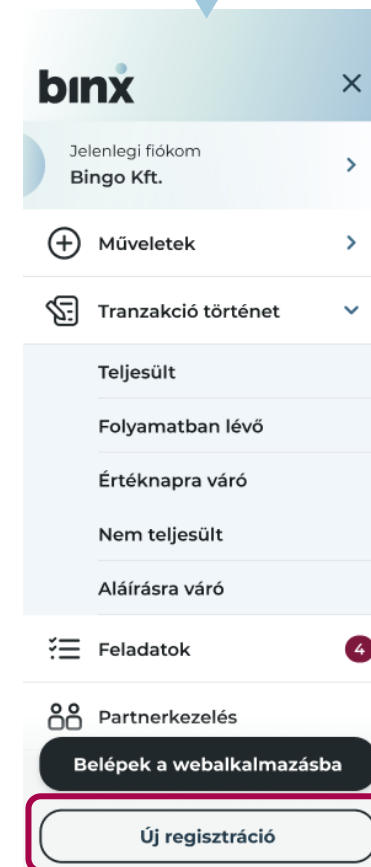 binx
Jelenlegi fiókom
Bingo Kft.
Műveletek
Tranzakció történet
Teljesült
Folyamatban lévő
Értéknapra váró
Nem teljesült
Aláírásra váró
Feladatok
4
Partnerkezelés
Belépek a webalkalmazásba
Új regisztráció